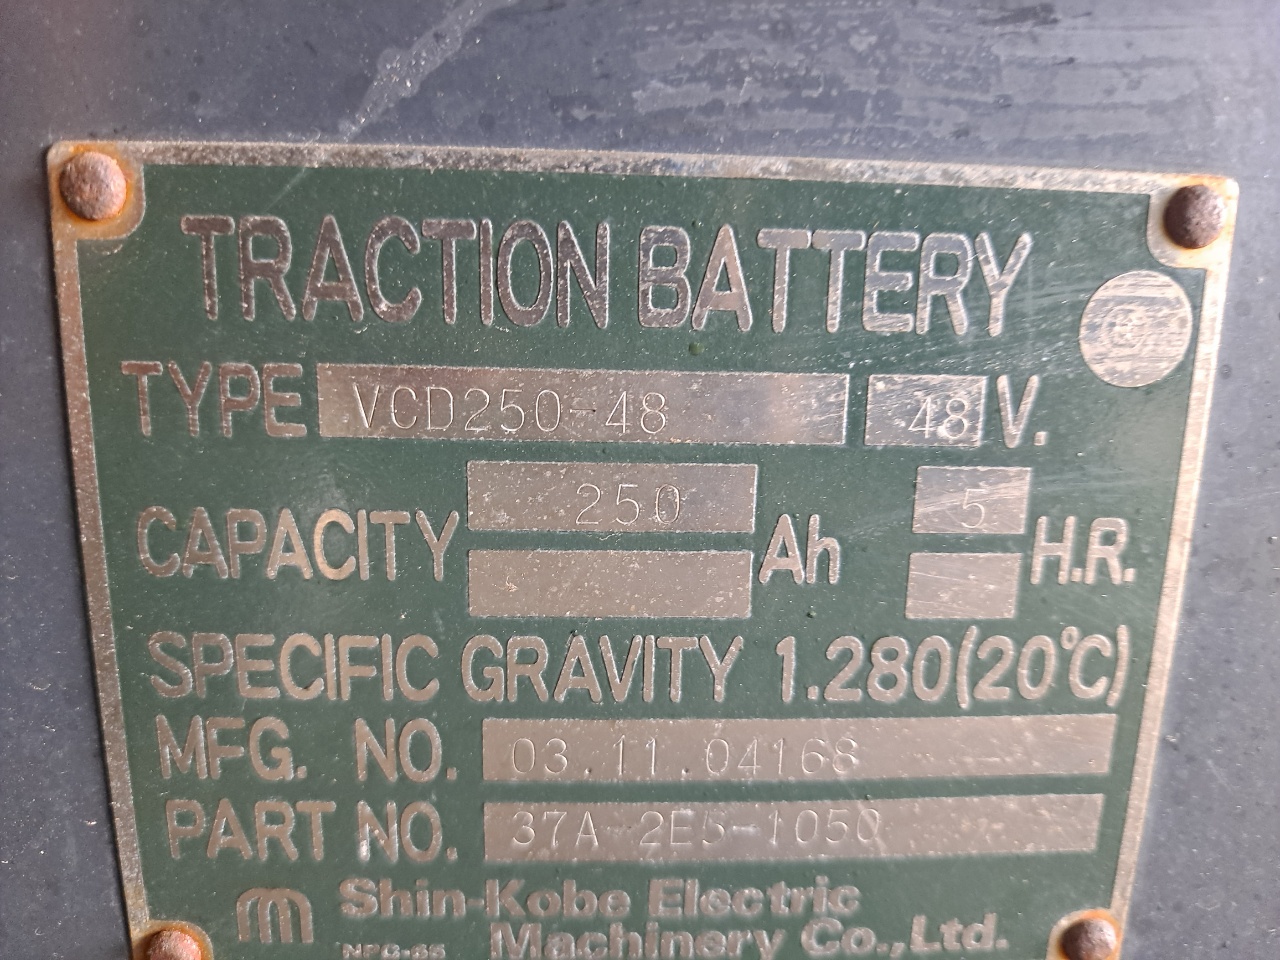 TRACTION BATTERY
TYPE VCD250-48 48 V.
CAPACITY 250 Ah 5 H.R.
SPECIFIC GRAVITY 1.280(20℃)
MFG. NO. 03.11.04168
PART NO. 37A-2E5-1050
Shin-Kobe Electric
Machinery Co.,Ltd.